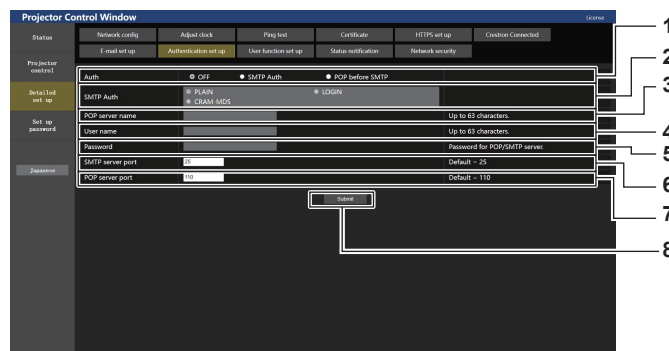 Projector Control Window
License
Status
Network config
Adjust clock
Ping test
Certificate
HTTPS set up
Crestron Connected
E-mail set up
Authentication set up
User function set up
Status notification
Network security
Projector
control
Detailed
set up
Set up
password
Japanese
Auth
OFF
SMTP Auth
POP before SMTP
SMTP Auth
PLAIN
LOGIN
CRAM-MD5
POP server name
Up to 63 characters.
User name
Up to 63 characters.
Password
Password for POP/SMTP server.
SMTP server port
25
Default = 25
POP server port
110
Default = 110
Submit
1
2
3
4
5
6
7
8